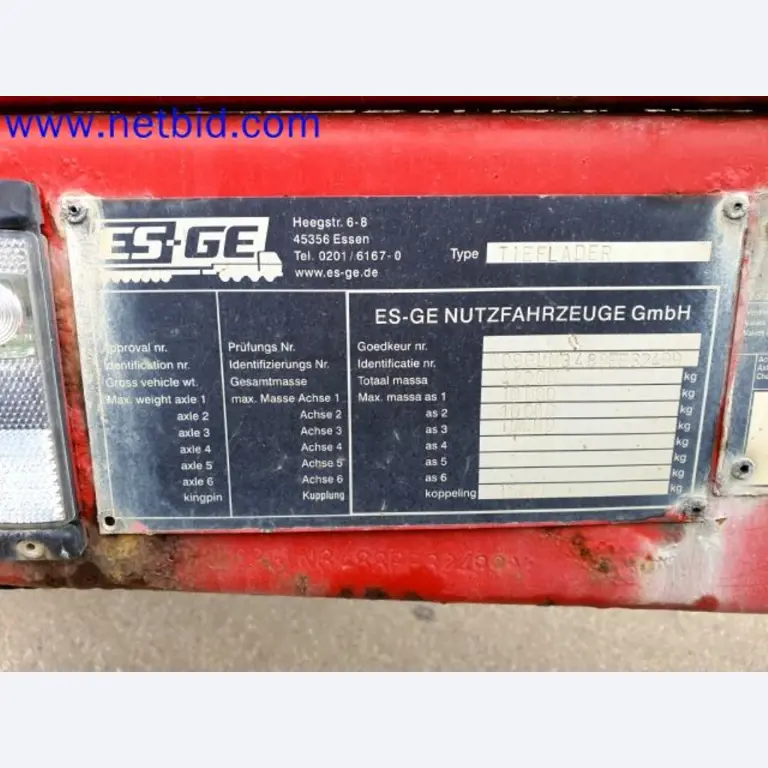 www.netbid.com
ES-GE
Heegstr. 6-8
45356 Essen
Tel. 0201/6167-0
www.es-ge.de
Type TIEFLADER
ES-GE NUTZFAHRZEUGE GmbH
Approval nr. Prüfungs Nr. Goedkeur nr.
Identification nr. Identifizierungs Nr. Identificatie nr.
Gross vehicle wt. Gesamtmasse Totaal massa kg
Max. weight axle 1 max. Masse Achse 1 Max. massa as 1 kg
axle 2 Achse 2 as 2 kg
axle 3 Achse 3 as 3 kg
axle 4 Achse 4 as 4 kg
axle 5 Achse 5 as 5 kg
axle 6 Achse 6 as 6 kg
kingpin Kupplung koppeling kg